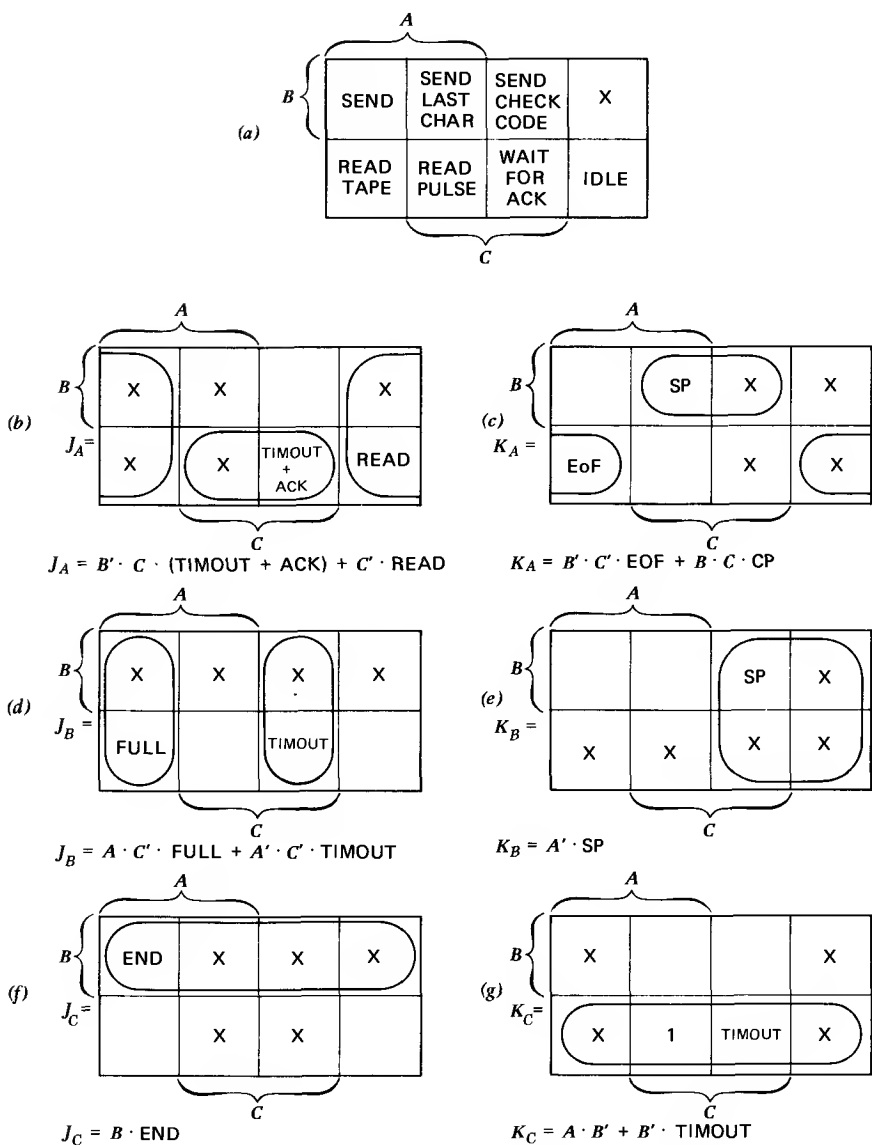 A
B
SEND
SEND LAST CHAR
SEND CHECK CODE
X
(a)
READ TAPE
READ PULSE
WAIT FOR ACK
IDLE
C
A
B
X
X
X
(b)
J_A =
X
X
TIMOUT + ACK
READ
C
J_A = B′ · C · (TIMOUT + ACK) + C′ · READ
A
B
SP
X
X
(c)
K_A =
EoF
X
X
C
K_A = B′ · C′ · EOF + B · C · CP
A
B
X
X
X
X
(d)
J_B =
FULL
TIMOUT
C
J_B = A · C′ · FULL + A′ · C′ · TIMOUT
A
B
SP
X
(e)
K_B =
X
X
X
X
C
K_B = A′ · SP
A
B
END
X
X
X
(f)
J_C =
X
X
C
J_C = B · END
A
B
X
X
(g)
K_C =
X
1
TIMOUT
X
C
K_C = A · B′ + B′ · TIMOUT